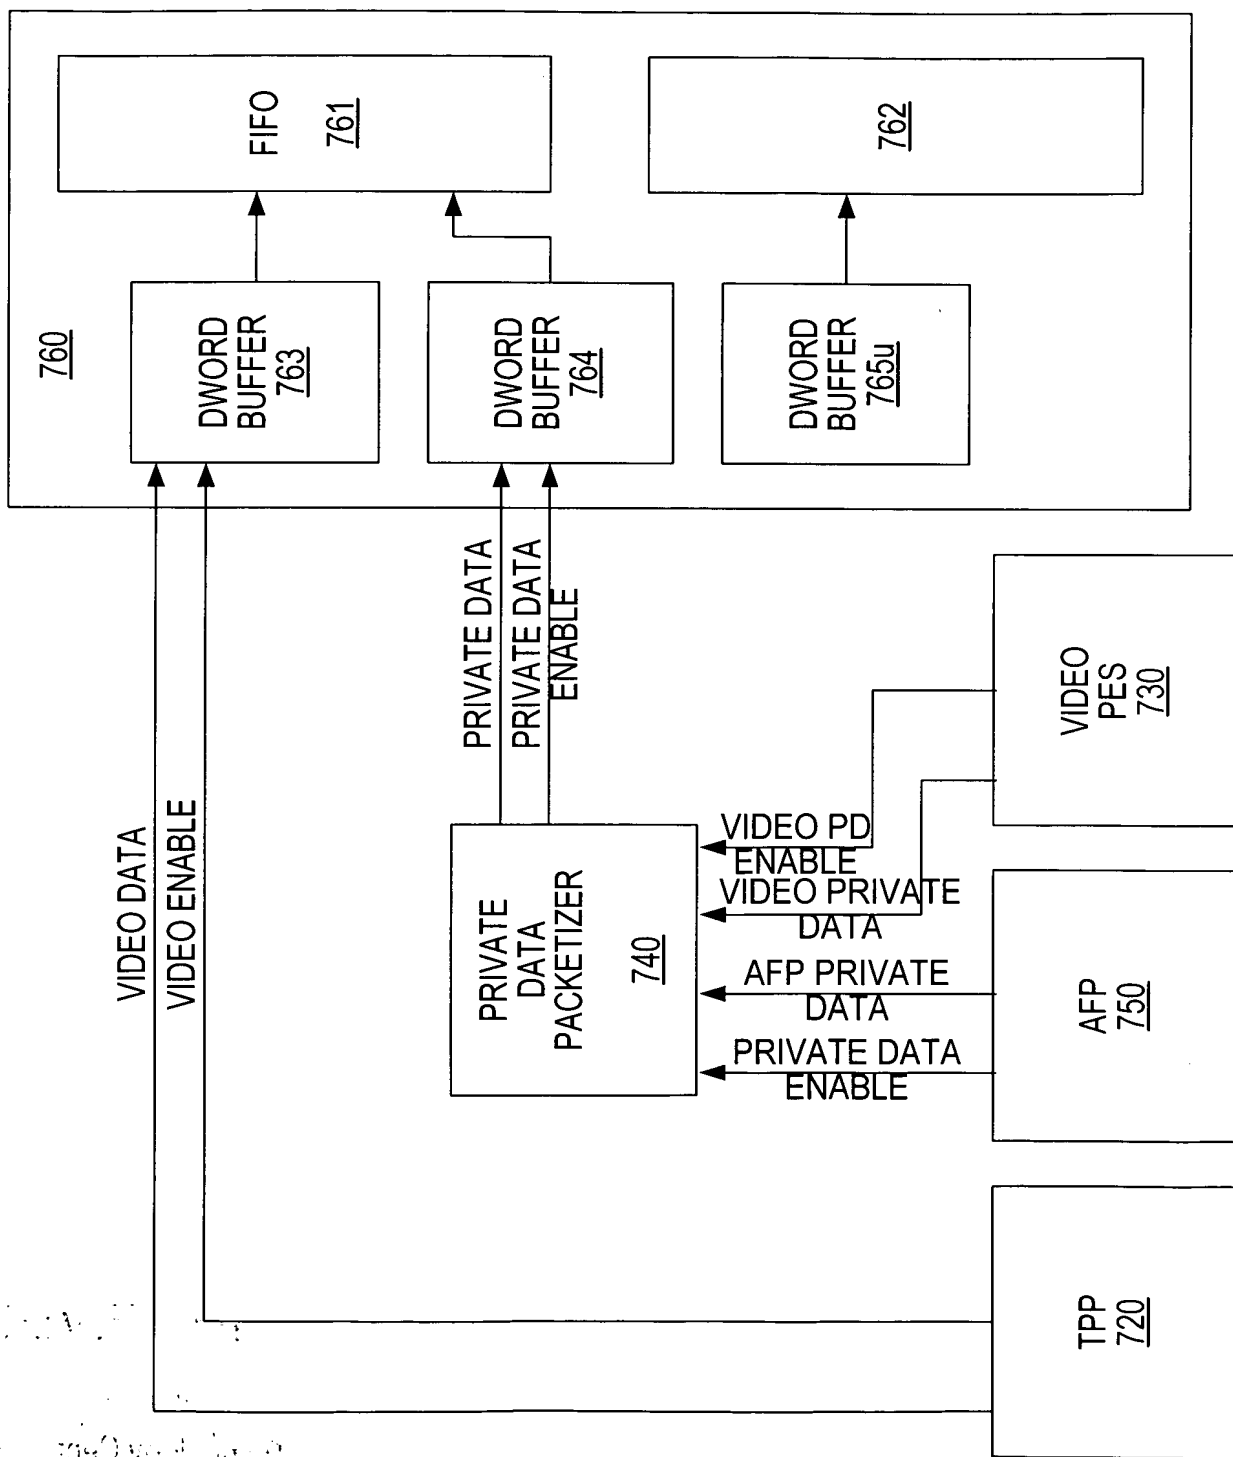 760
FIFO
761
762
DWORD
BUFFER
763
DWORD
BUFFER
764
DWORD
BUFFER
765u
VIDEO DATA
VIDEO ENABLE
PRIVATE DATA
PRIVATE DATA
ENABLE
PRIVATE
DATA
PACKETIZER
740
VIDEO PD
ENABLE
VIDEO PRIVATE
DATA
AFP PRIVATE
DATA
PRIVATE DATA
ENABLE
VIDEO
PES
730
AFP
750
TPP
720